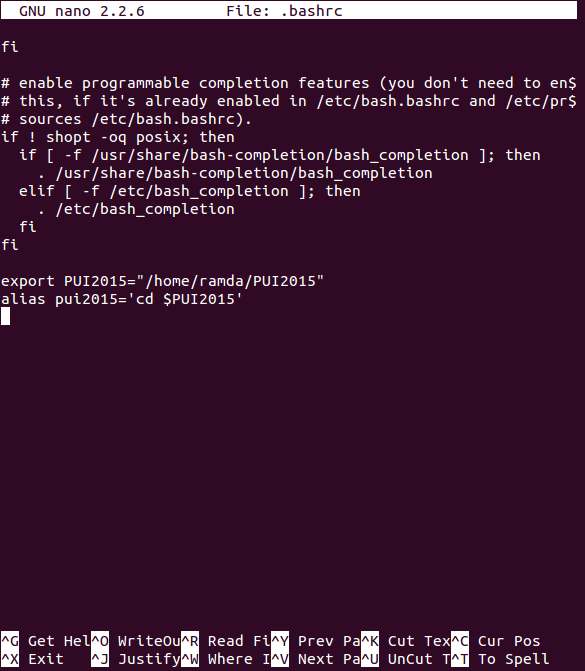 GNU nano 2.2.6 File: .bashrc
fi
# enable programmable completion features (you don't need to en$
# this, if it's already enabled in /etc/bash.bashrc and /etc/pr$
# sources /etc/bash.bashrc).
if ! shopt -oq posix; then
  if [ -f /usr/share/bash-completion/bash_completion ]; then
    . /usr/share/bash-completion/bash_completion
  elif [ -f /etc/bash_completion ]; then
    . /etc/bash_completion
  fi
fi
export PUI2015="/home/ramda/PUI2015"
alias pui2015='cd $PUI2015'
^G Get Hel^O WriteOu^R Read Fi^Y Prev Pa^K Cut Tex^C Cur Pos
^X Exit ^J Justify^W Where I^V Next Pa^U UnCut T^T To Spell